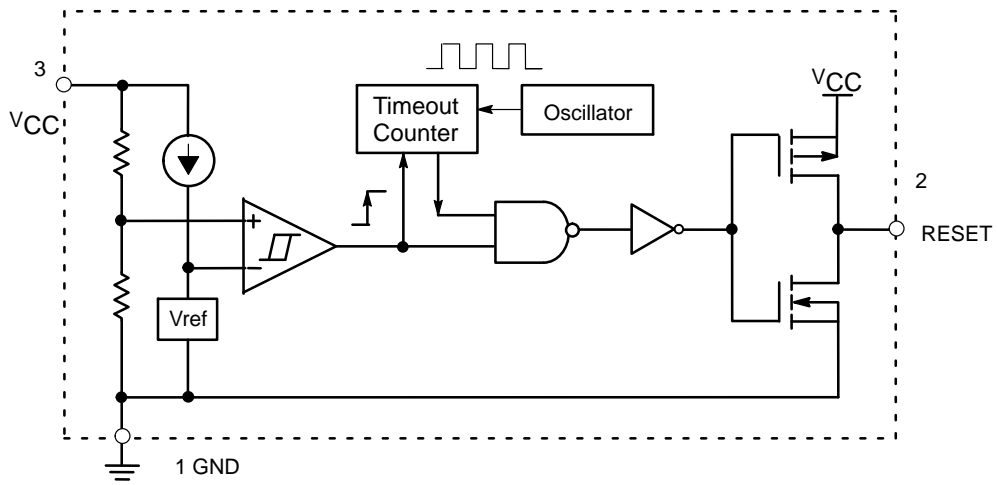 3
VCC
Timeout
Counter
Oscillator
VCC
2
RESET
+
−
Vref
1 GND